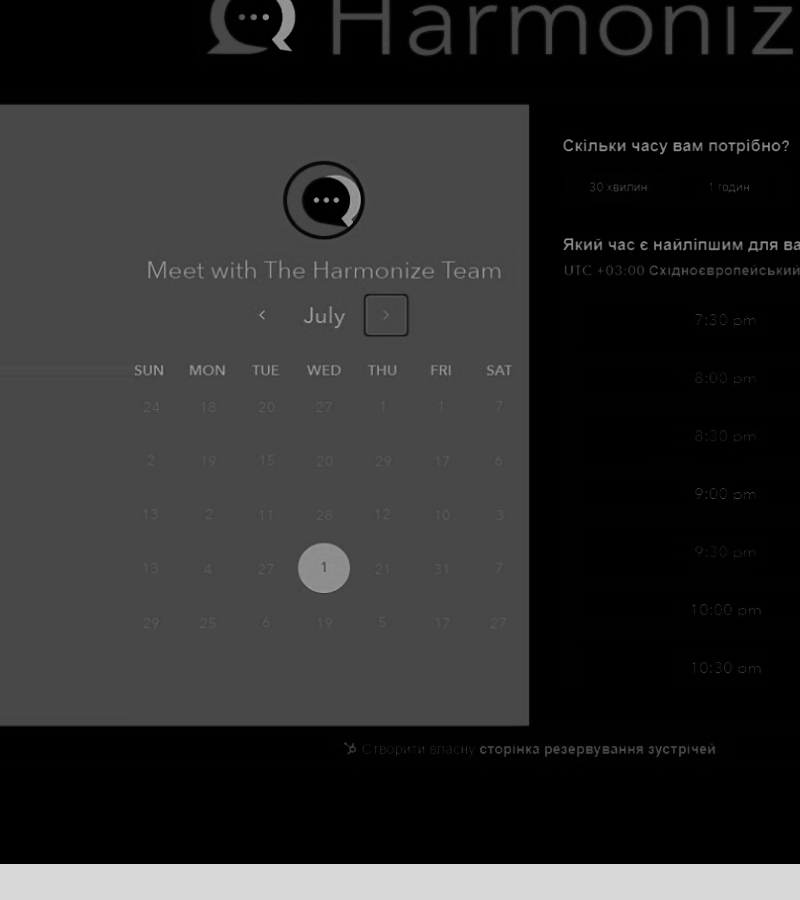 Harmoniz
Meet with The Harmonize Team
July
SUN MON TUE WED THU FRI SAT
24 18 20 27 1 1 7
2 19 15 20 29 17 6
13 2 11 28 12 10 3
13 4 27 1 21 31 7
29 25 6 19 5 17 27
Скільки часу вам потрібно?
30 хвилин 1 годин
Який час є найліпшим для ва
UTC +03:00 Східноєвропейський
7:30 pm
8:00 pm
8:30 pm
9:00 pm
9:30 pm
10:00 pm
10:30 pm
Створити власну сторінка резервування зустрічей